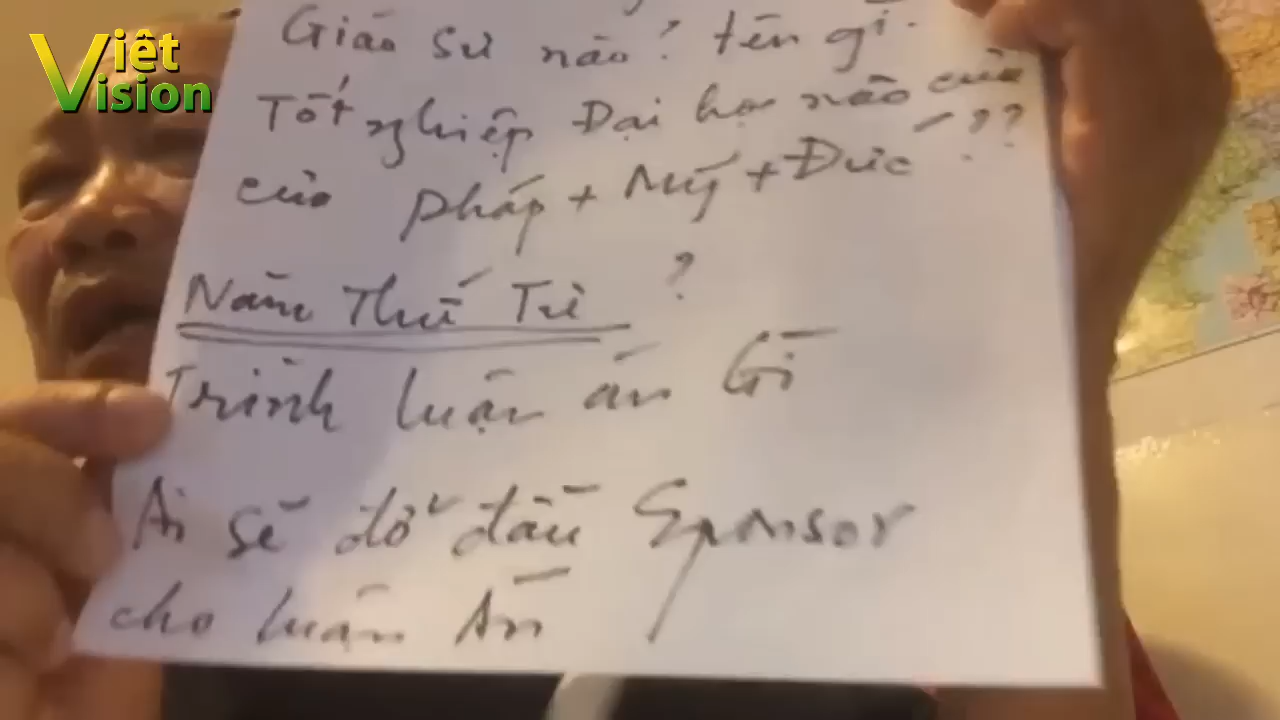 Việt
Vision
Giáo sư nào? tên gì.
Tốt nghiệp Đại học nào của
của Pháp + Mỹ + Đức ??
Năm Thứ Tư ?
Trình luận án Gì
Ai sẽ đỡ đầu Sponsor
cho luận Án